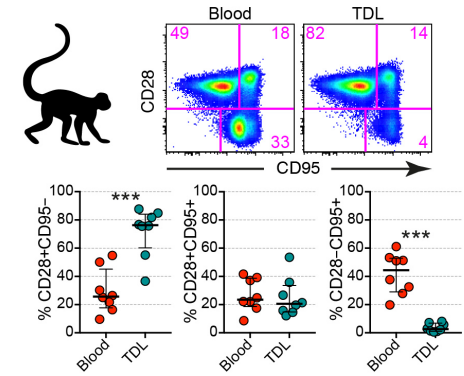 Blood TDL
49 18 82 14
CD28
33 4
CD95
*** 
100 100 100
80 80 80
60 60 60
40 40 40
20 20 20
0 0 0
% CD28+CD95−
% CD28+CD95+
% CD28−CD95+
***
Blood TDL Blood TDL Blood TDL